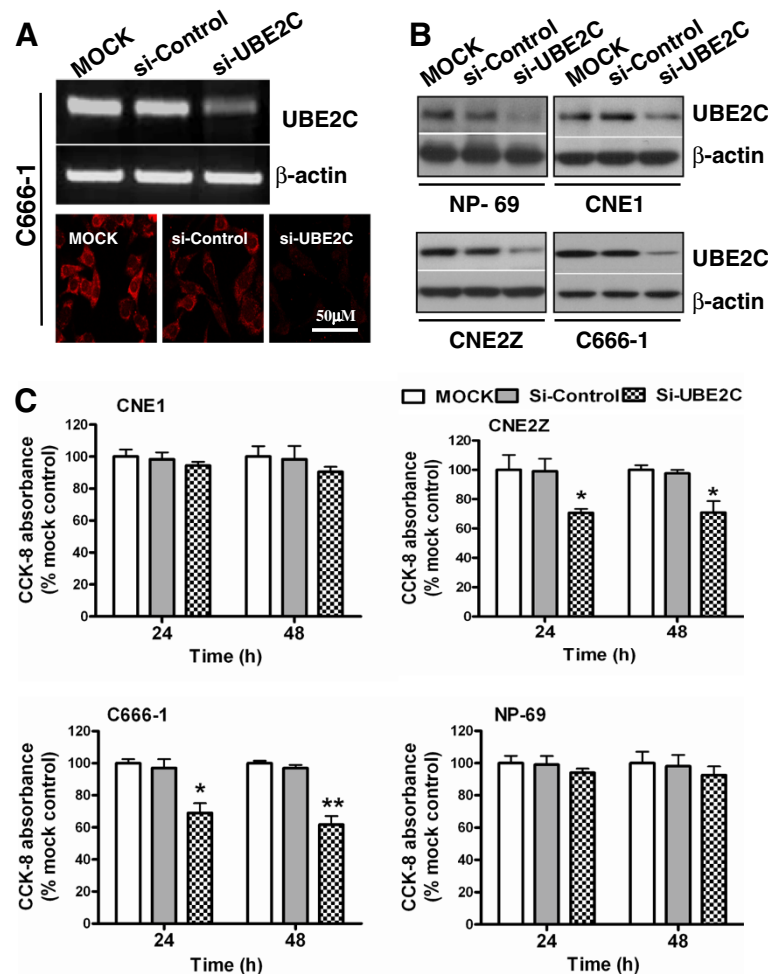 A
MOCK
si-Control
si-UBE2C
UBE2C
β-actin
C666-1
MOCK
si-Control
si-UBE2C
50μM
B
MOCK
si-Control
si-UBE2C
MOCK
si-Control
si-UBE2C
UBE2C
β-actin
NP- 69
CNE1
UBE2C
β-actin
CNE2Z
C666-1
C
MOCK
Si-Control
Si-UBE2C
CNE1
CCK-8 absorbance
(% mock control)
120
100
80
60
40
20
0
24
48
Time (h)
CNE2Z
CCK-8 absorbance
(% mock control)
120
100
80
60
40
20
0
*
*
24
48
Time (h)
C666-1
CCK-8 absorbance
(% mock control)
120
100
80
60
40
20
0
*
**
24
48
Time (h)
NP-69
CCK-8 absorbance
(% mock control)
120
100
80
60
40
20
0
24
48
Time (h)